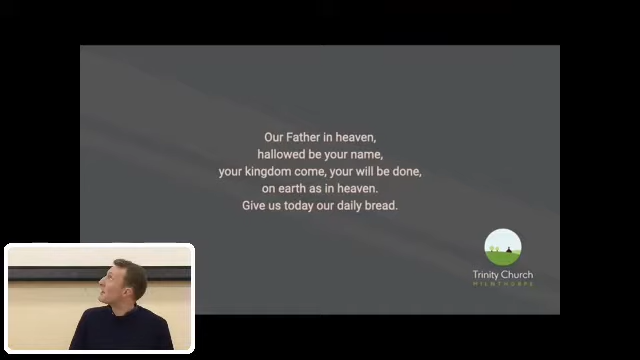 Our Father in heaven,
hallowed be your name,
your kingdom come, your will be done,
on earth as in heaven.
Give us today our daily bread.
Trinity Church
MILNTHORPE